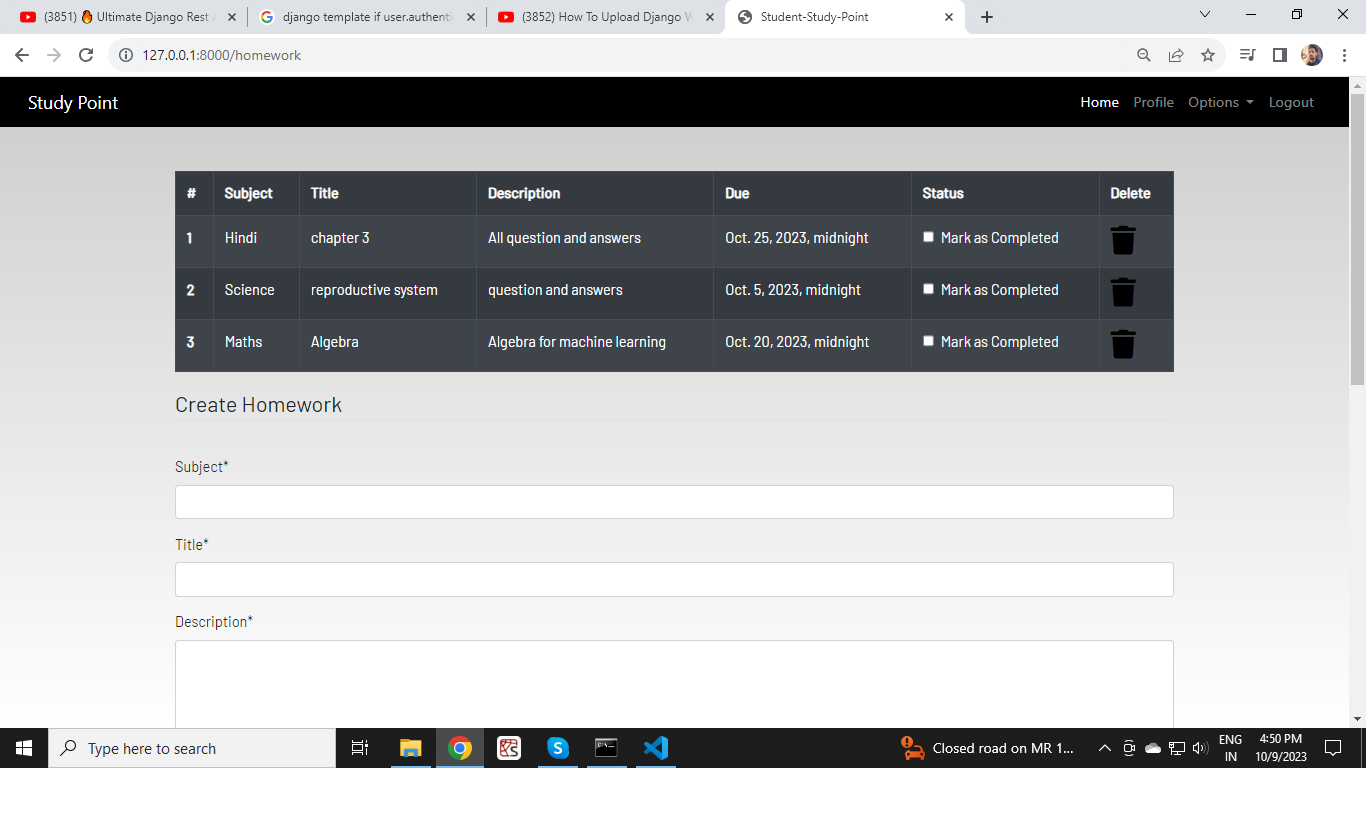 (3851) 🔥 Ultimate Django Rest
django template if user.authenti
(3852) How To Upload Django W
Student-Study-Point
127.0.0.1:8000/homework
Study Point
Home Profile Options Logout
# Subject Title Description Due Status Delete
1 Hindi chapter 3 All question and answers Oct. 25, 2023, midnight Mark as Completed
2 Science reproductive system question and answers Oct. 5, 2023, midnight Mark as Completed
3 Maths Algebra Algebra for machine learning Oct. 20, 2023, midnight Mark as Completed
Create Homework
Subject*
Title*
Description*
Type here to search
Closed road on MR 1...
ENG
IN
4:50 PM
10/9/2023